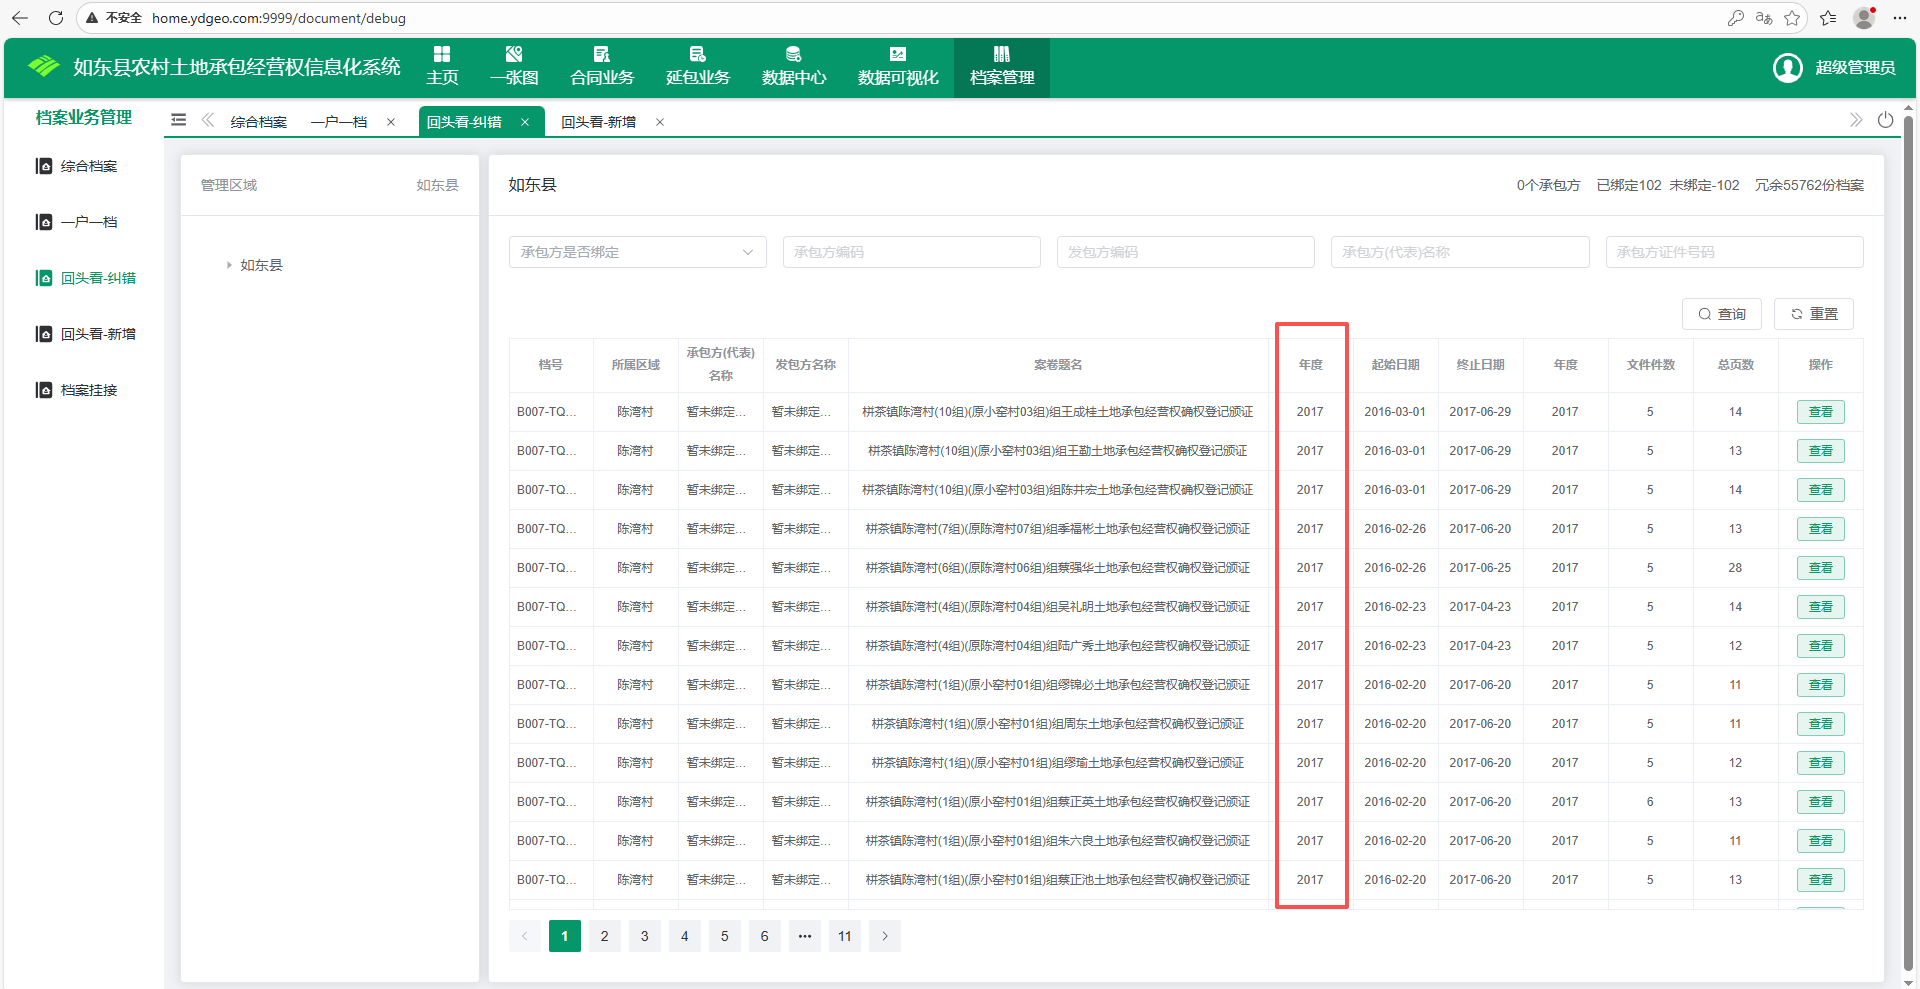 不安全 home.ydgeo.com:9999/document/debug
如东县农村土地承包经营权信息化系统
主页 一张图 合同业务 延包业务 数据中心 数据可视化 档案管理
超级管理员
档案业务管理
综合档案 一户一档 × 回头看-纠错 × 回头看-新增 ×
综合档案
一户一档
回头看-纠错
回头看-新增
档案挂接
管理区域 如东县
如东县
如东县
0个承包方 已绑定102 未绑定-102 冗余55762份档案
承包方是否绑定 承包方编码 发包方编码 承包方(代表)名称 承包方证件号码
查询 重置
档号 所属区域 承包方(代表)名称 发包方名称 案卷题名 年度 起始日期 终止日期 年度 文件件数 总页数 操作
B007-TQ... 陈湾村 暂未绑定... 暂未绑定... 栟茶镇陈湾村(10组)(原小窑村03组)组王成桂土地承包经营权确权登记颁证 2017 2016-03-01 2017-06-29 2017 5 14 查看
B007-TQ... 陈湾村 暂未绑定... 暂未绑定... 栟茶镇陈湾村(10组)(原小窑村03组)组王勤土地承包经营权确权登记颁证 2017 2016-03-01 2017-06-29 2017 5 13 查看
B007-TQ... 陈湾村 暂未绑定... 暂未绑定... 栟茶镇陈湾村(10组)(原小窑村03组)组陈井宏土地承包经营权确权登记颁证 2017 2016-03-01 2017-06-29 2017 5 14 查看
B007-TQ... 陈湾村 暂未绑定... 暂未绑定... 栟茶镇陈湾村(7组)(原陈湾村07组)组季福彬土地承包经营权确权登记颁证 2017 2016-02-26 2017-06-20 2017 5 13 查看
B007-TQ... 陈湾村 暂未绑定... 暂未绑定... 栟茶镇陈湾村(6组)(原陈湾村06组)组蔡强华土地承包经营权确权登记颁证 2017 2016-02-26 2017-06-25 2017 5 28 查看
B007-TQ... 陈湾村 暂未绑定... 暂未绑定... 栟茶镇陈湾村(4组)(原陈湾村04组)组吴礼明土地承包经营权确权登记颁证 2017 2016-02-23 2017-04-23 2017 5 14 查看
B007-TQ... 陈湾村 暂未绑定... 暂未绑定... 栟茶镇陈湾村(4组)(原陈湾村04组)组陆广秀土地承包经营权确权登记颁证 2017 2016-02-23 2017-04-23 2017 5 12 查看
B007-TQ... 陈湾村 暂未绑定... 暂未绑定... 栟茶镇陈湾村(1组)(原小窑村01组)组缪锦必土地承包经营权确权登记颁证 2017 2016-02-20 2017-06-20 2017 5 11 查看
B007-TQ... 陈湾村 暂未绑定... 暂未绑定... 栟茶镇陈湾村(1组)(原小窑村01组)组周东土地承包经营权确权登记颁证 2017 2016-02-20 2017-06-20 2017 5 11 查看
B007-TQ... 陈湾村 暂未绑定... 暂未绑定... 栟茶镇陈湾村(1组)(原小窑村01组)组缪瑜土地承包经营权确权登记颁证 2017 2016-02-20 2017-06-20 2017 5 12 查看
B007-TQ... 陈湾村 暂未绑定... 暂未绑定... 栟茶镇陈湾村(1组)(原小窑村01组)组蔡正英土地承包经营权确权登记颁证 2017 2016-02-20 2017-06-20 2017 6 13 查看
B007-TQ... 陈湾村 暂未绑定... 暂未绑定... 栟茶镇陈湾村(1组)(原小窑村01组)组朱六良土地承包经营权确权登记颁证 2017 2016-02-20 2017-06-20 2017 5 11 查看
B007-TQ... 陈湾村 暂未绑定... 暂未绑定... 栟茶镇陈湾村(1组)(原小窑村01组)组蔡正池土地承包经营权确权登记颁证 2017 2016-02-20 2017-06-20 2017 5 13 查看
1 2 3 4 5 6 ••• 11